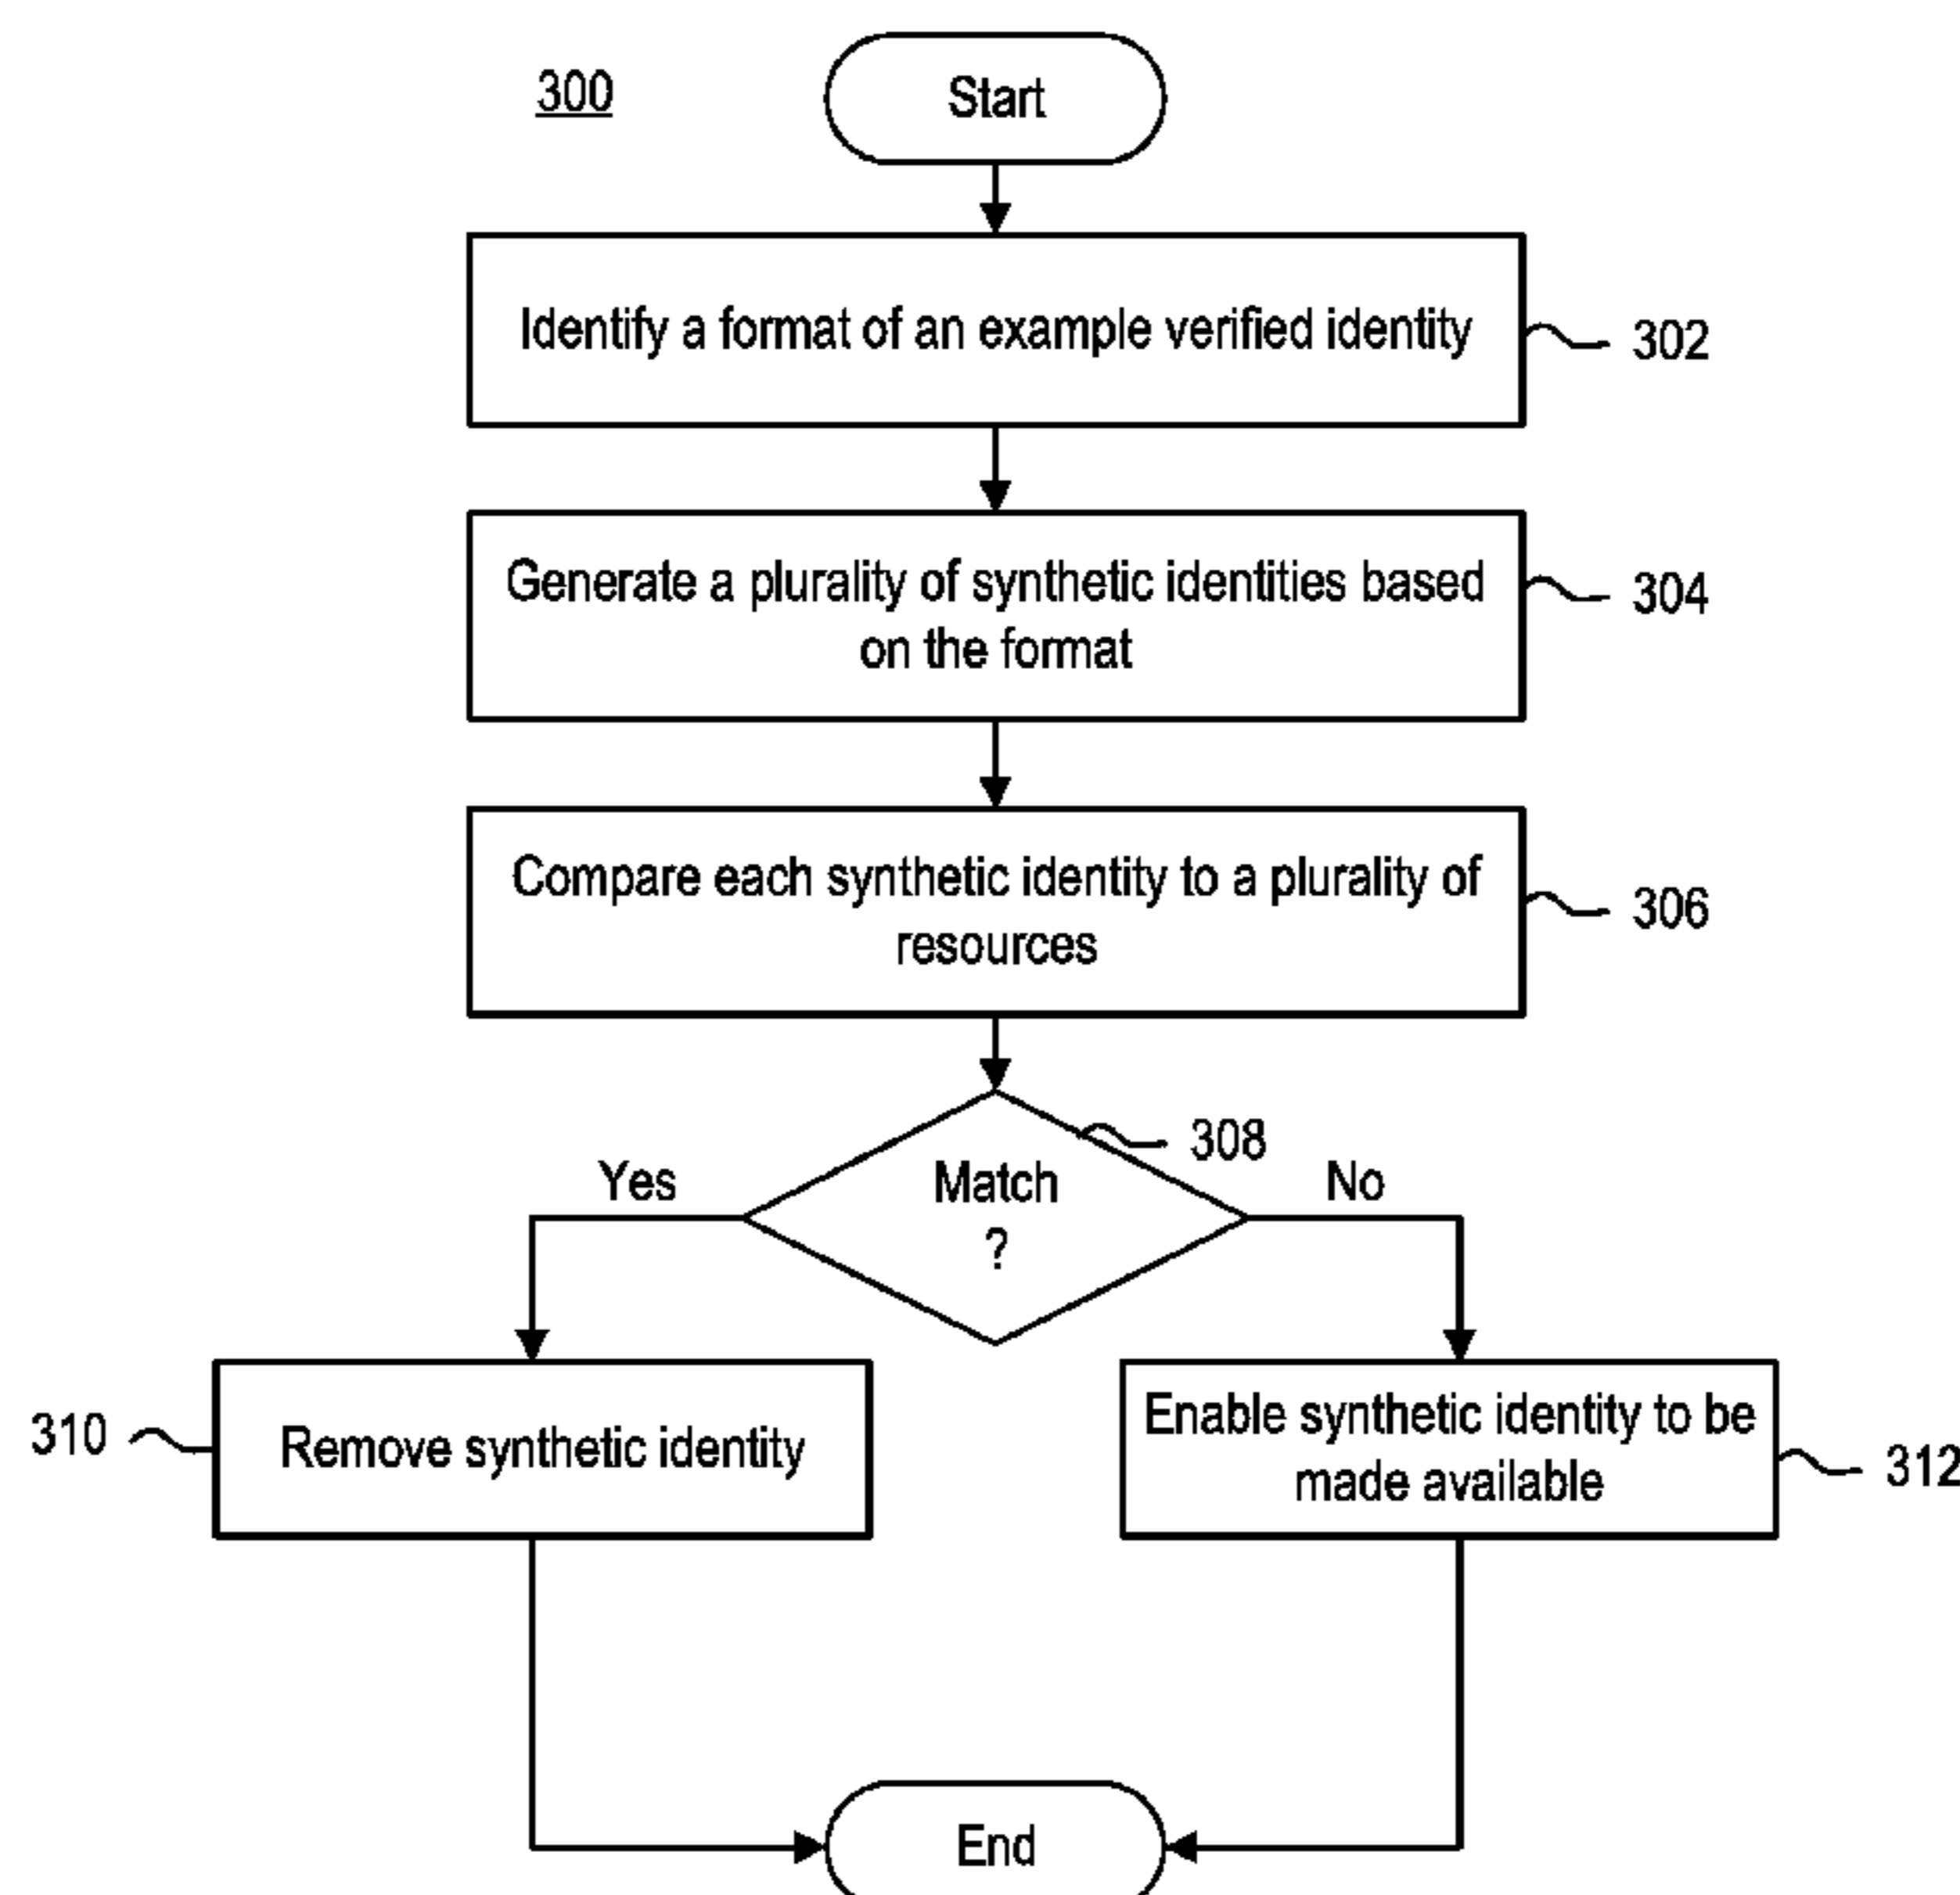 300
Start
Identify a format of an example verified identity
302
Generate a plurality of synthetic identities based
on the format
304
Compare each synthetic identity to a plurality of
resources
306
308
Yes
Match
?
No
310
Remove synthetic identity
Enable synthetic identity to be
made available
312
End